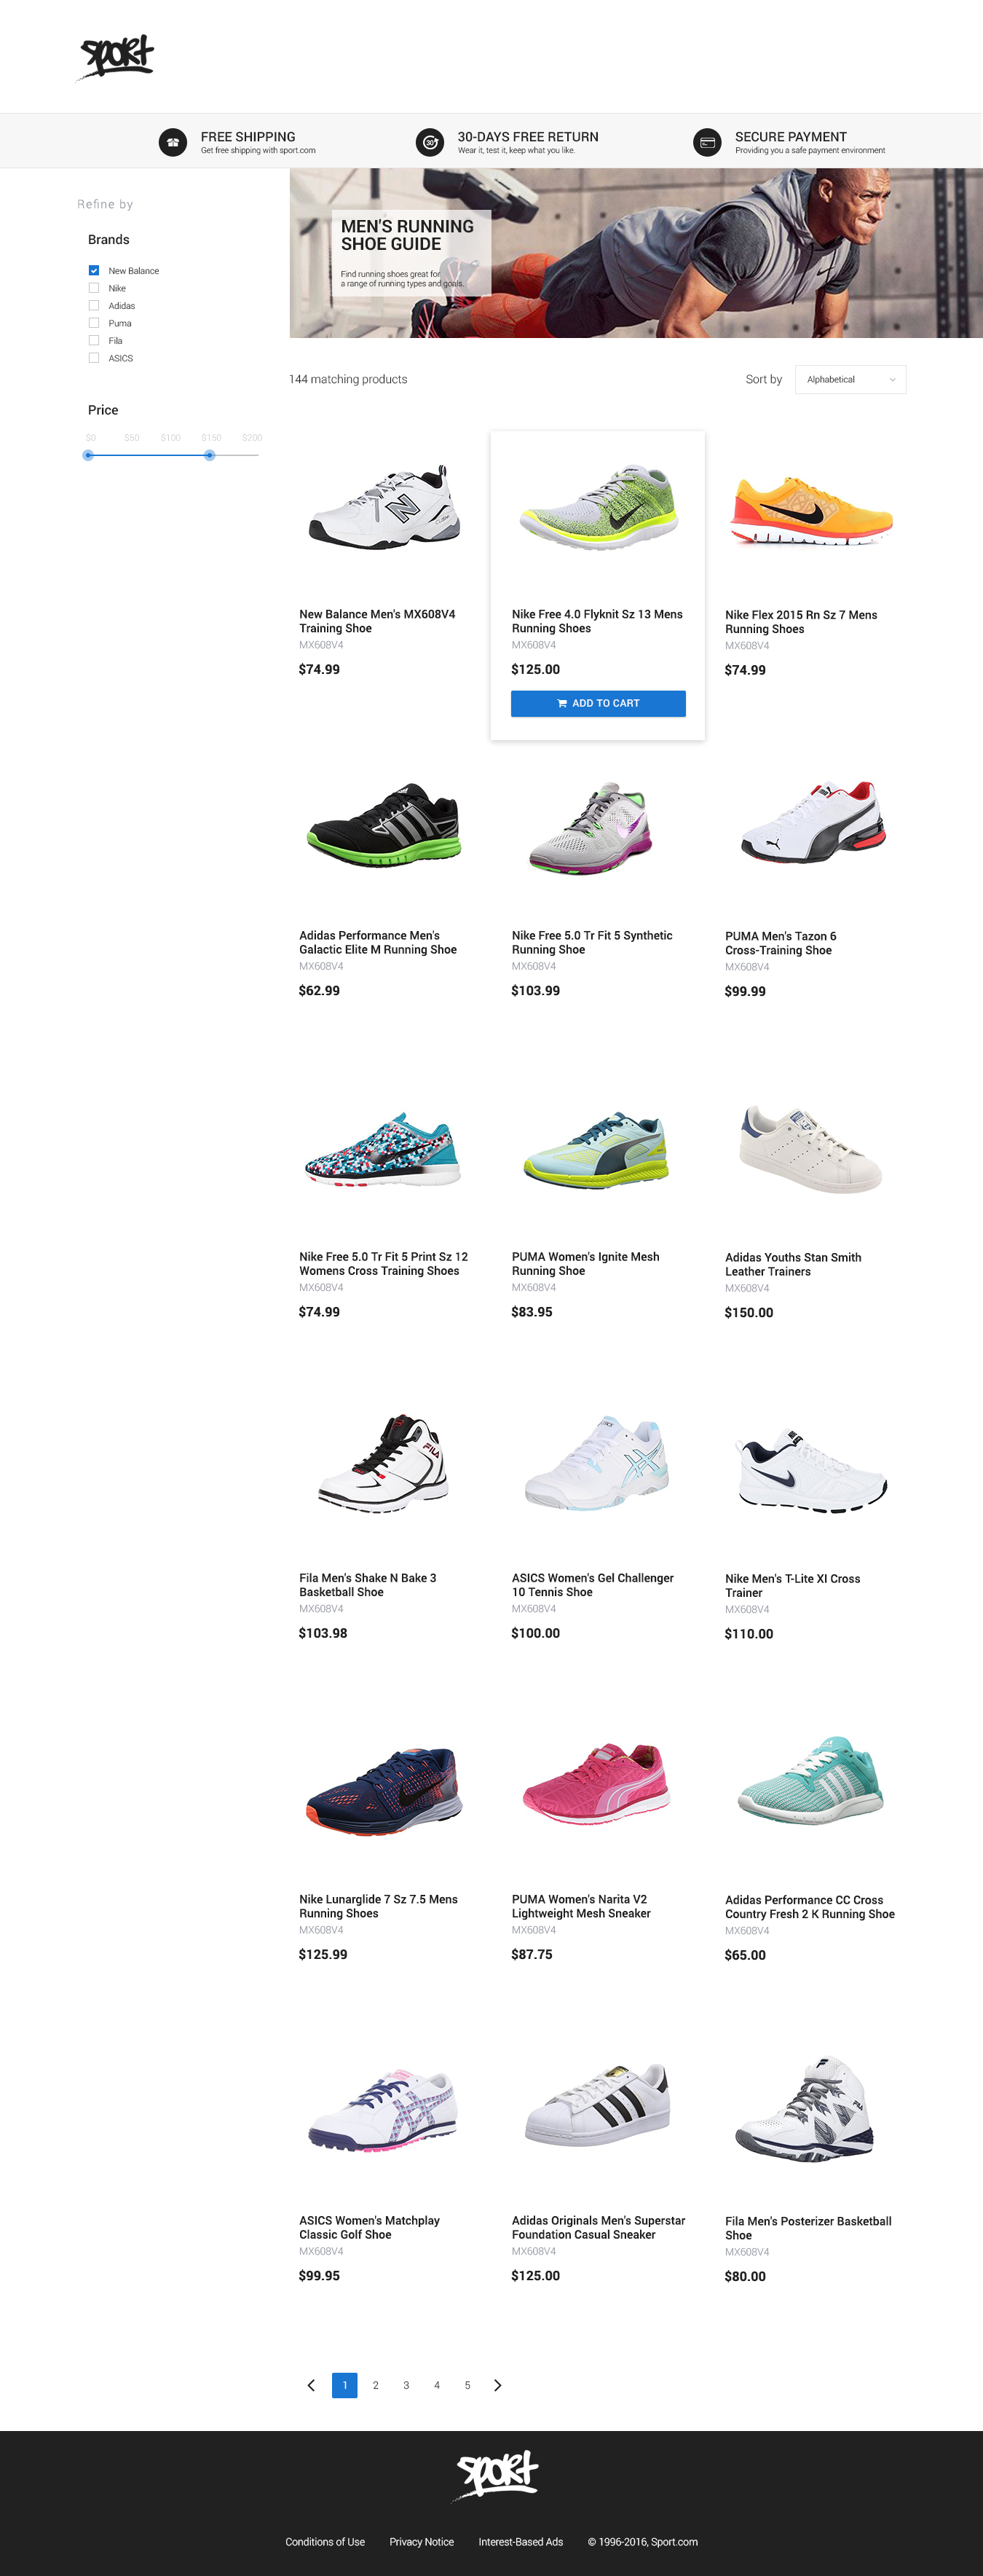 SPORT
FREE SHIPPING
Get free shipping with sport.com
30
30-DAYS FREE RETURN
Wear it, test it, keep what you like.
SECURE PAYMENT
Providing you a safe payment environment
Refine by
Brands
New Balance
Nike
Adidas
Puma
Fila
ASICS
Price
$0 $50 $100 $150 $200
MEN'S RUNNING
SHOE GUIDE
Find running shoes great for
a range of running types and goals.
144 matching products
Sort by
Alphabetical
N
New Balance Men's MX608V4
Training Shoe
MX608V4
$74.99
Nike Free 4.0 Flyknit Sz 13 Mens
Running Shoes
MX608V4
$125.00
ADD TO CART
Nike Flex 2015 Rn Sz 7 Mens
Running Shoes
MX608V4
$74.99
Adidas Performance Men's
Galactic Elite M Running Shoe
MX608V4
$62.99
Nike Free 5.0 Tr Fit 5 Synthetic
Running Shoe
MX608V4
$103.99
PUMA Men's Tazon 6
Cross-Training Shoe
MX608V4
$99.99
Nike Free 5.0 Tr Fit 5 Print Sz 12
Womens Cross Training Shoes
MX608V4
$74.99
PUMA Women's Ignite Mesh
Running Shoe
MX608V4
$83.95
Adidas Youths Stan Smith
Leather Trainers
MX608V4
$150.00
FILA
Fila Men's Shake N Bake 3
Basketball Shoe
MX608V4
$103.98
ASICS Women's Gel Challenger
10 Tennis Shoe
MX608V4
$100.00
Nike Men's T-Lite XI Cross
Trainer
MX608V4
$110.00
Nike Lunarglide 7 Sz 7.5 Mens
Running Shoes
MX608V4
$125.99
PUMA Women's Narita V2
Lightweight Mesh Sneaker
MX608V4
$87.75
Adidas Performance CC Cross
Country Fresh 2 K Running Shoe
MX608V4
$65.00
ASICS Women's Matchplay
Classic Golf Shoe
MX608V4
$99.95
Adidas Originals Men's Superstar
Foundation Casual Sneaker
MX608V4
$125.00
FILA
Fila Men's Posterizer Basketball
Shoe
MX608V4
$80.00
1 2 3 4 5
SPORT
Conditions of Use Privacy Notice Interest-Based Ads © 1996-2016, Sport.com